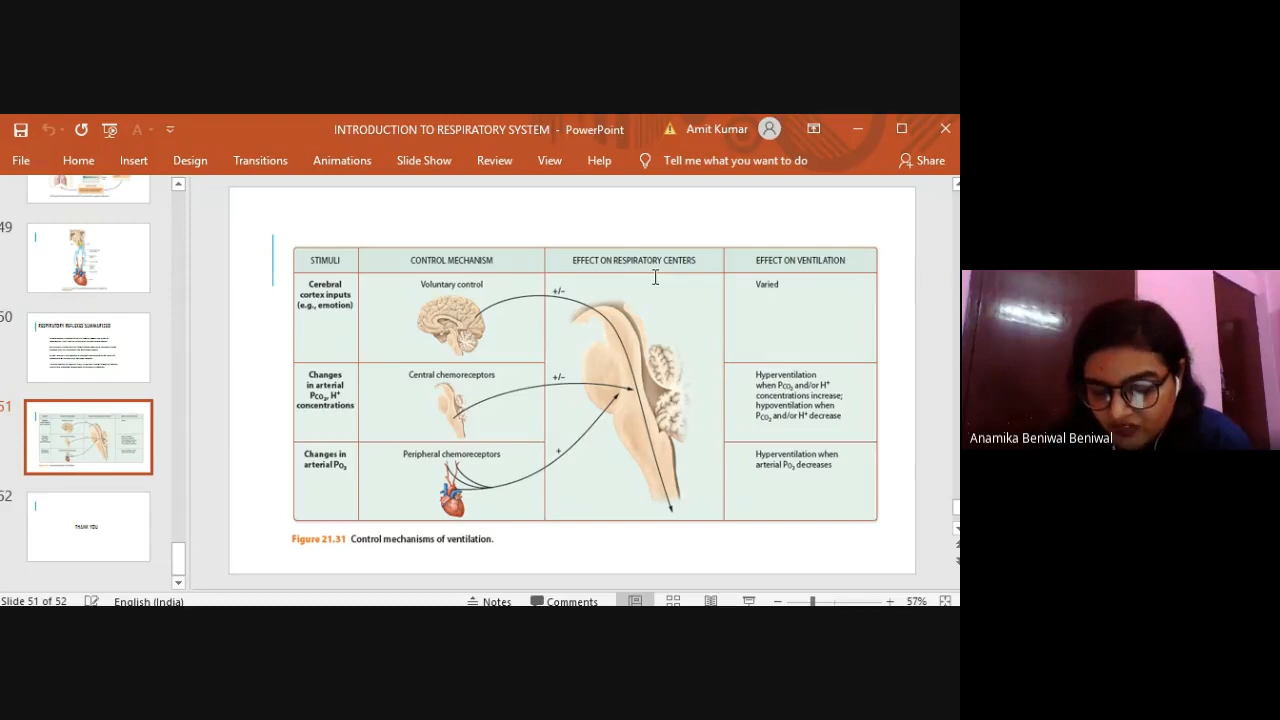 INTRODUCTION TO RESPIRATORY SYSTEM - PowerPoint
Amit Kumar
File Home Insert Design Transitions Animations Slide Show Review View Help Tell me what you want to do Share
49
50
RESPIRATORY REFLEXES SUMMARIZED
51
52
THANK YOU
STIMULI CONTROL MECHANISM EFFECT ON RESPIRATORY CENTERS EFFECT ON VENTILATION
Cerebral
cortex inputs
(e.g., emotion)
Voluntary control
+/−
Varied
Changes
in arterial
PCO₂, H⁺
concentrations
Central chemoreceptors
+/−
Hyperventilation
when PCO₂ and/or H⁺
concentrations increase;
hypoventilation when
PCO₂ and/or H⁺ decrease
Changes in
arterial PO₂
Peripheral chemoreceptors
+
Hyperventilation when
arterial PO₂ decreases
Figure 21.31 Control mechanisms of ventilation.
Slide 51 of 52 English (India) Notes Comments 57%
Anamika Beniwal Beniwal